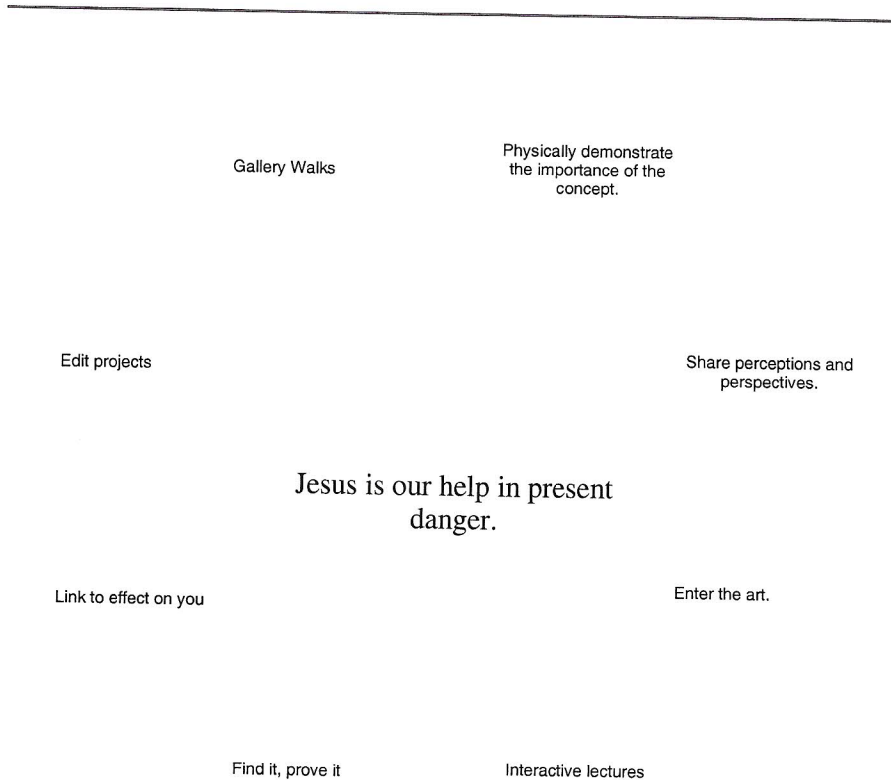 Gallery Walks
Physically demonstrate
the importance of the
concept.
Edit projects
Share perceptions and
perspectives.
Jesus is our help in present
danger.
Link to effect on you
Enter the art.
Find it, prove it
Interactive lectures